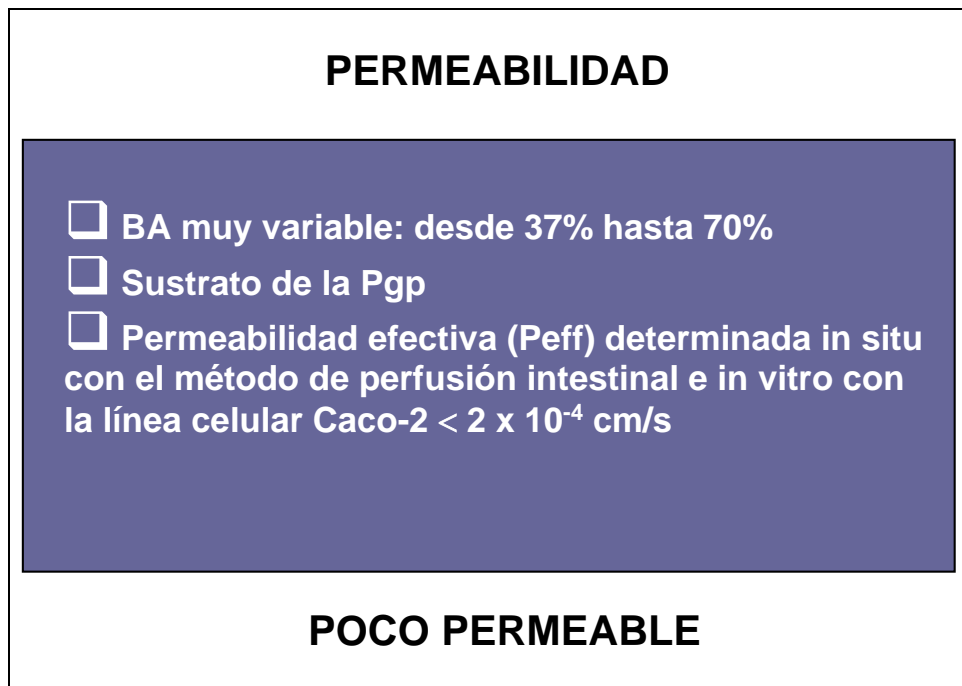 PERMEABILIDAD
❑ BA muy variable: desde 37% hasta 70%
❑ Sustrato de la Pgp
❑ Permeabilidad efectiva (Peff) determinada in situ
con el método de perfusión intestinal e in vitro con
la línea celular Caco-2 < 2 x 10⁻⁴ cm/s
POCO PERMEABLE